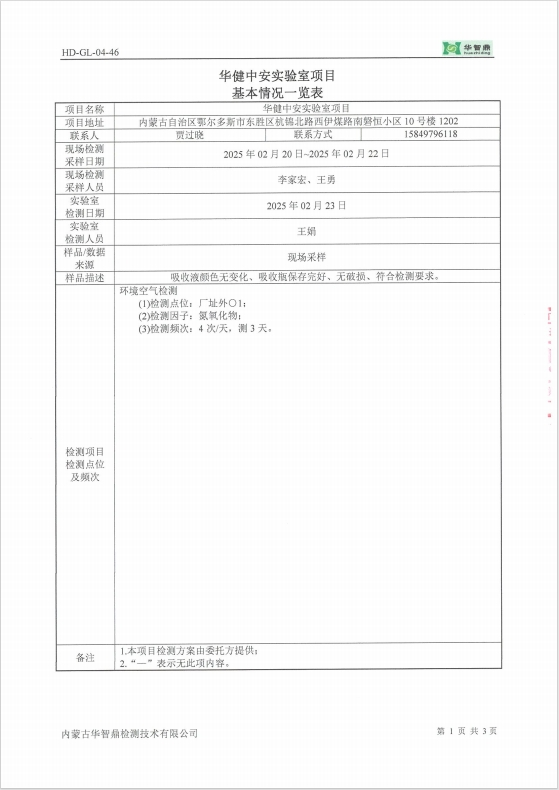 HD-GL-04-46
华智鼎
huazhiding
华健中安实验室项目
基本情况一览表
项目名称 华健中安实验室项目
项目地址 内蒙古自治区鄂尔多斯市东胜区杭锦北路西伊煤路南磐恒小区 10 号楼 1202
联系人 贾过晓 联系方式 15849796118
现场检测
采样日期
2025 年 02 月 20 日~2025 年 02 月 22 日
现场检测
采样人员
李家宏、王勇
实验室
检测日期
2025 年 02 月 23 日
实验室
检测人员
王娟
样品/数据
来源
现场采样
样品描述 吸收液颜色无变化、吸收瓶保存完好、无破损、符合检测要求。
检测项目
检测点位
及频次
环境空气检测
(1)检测点位：厂址外〇1;
(2)检测因子：氮氧化物;
(3)检测频次：4 次/天，测 3 天。
备注
1.本项目检测方案由委托方提供;
2.“—”表示无此项内容。
内蒙古华智鼎检测技术有限公司
第 1 页 共 3 页